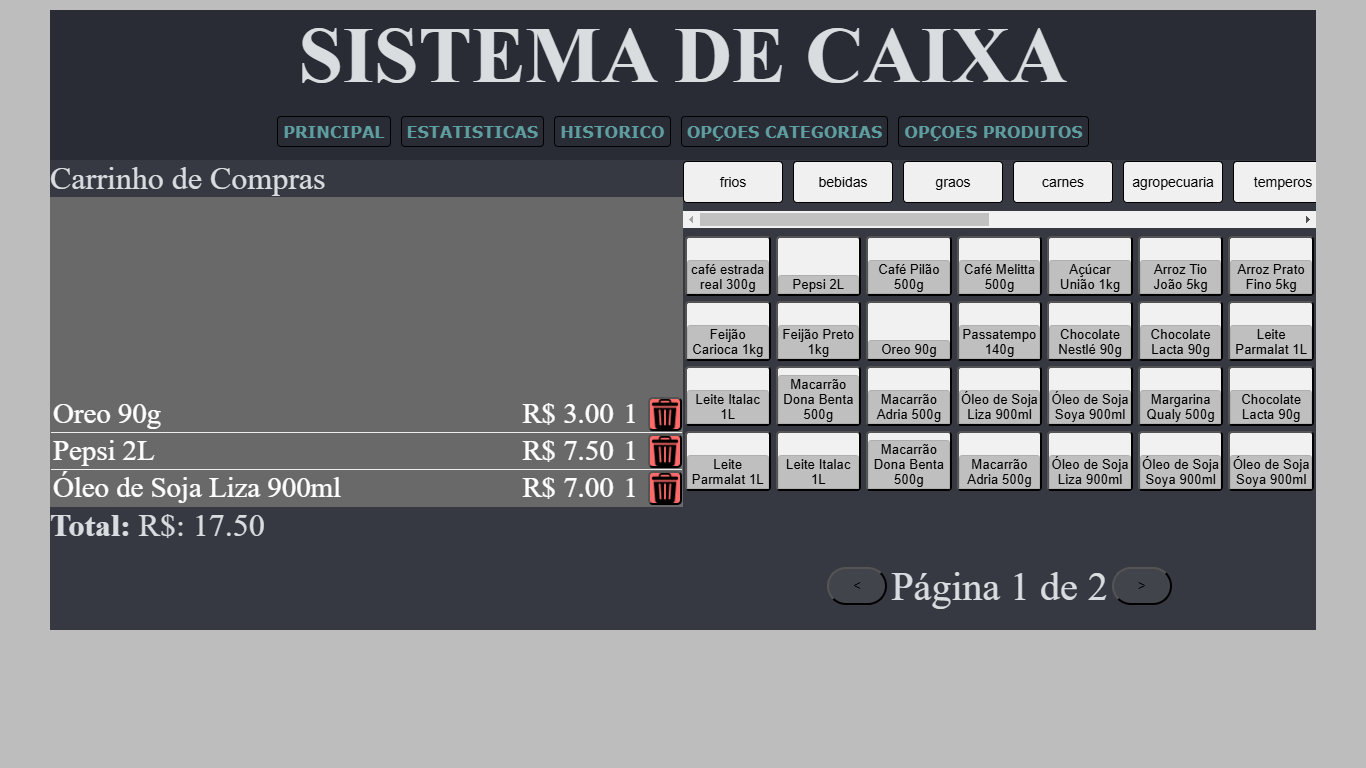 SISTEMA DE CAIXA
PRINCIPAL ESTATISTICAS HISTORICO OPÇOES CATEGORIAS OPÇOES PRODUTOS
Carrinho de Compras
Oreo 90g R$ 3.00 1
Pepsi 2L R$ 7.50 1
Óleo de Soja Liza 900ml R$ 7.00 1
Total: R$: 17.50
frios bebidas graos carnes agropecuaria temperos
café estrada real 300g
Pepsi 2L
Café Pilão 500g
Café Melitta 500g
Açúcar União 1kg
Arroz Tio João 5kg
Arroz Prato Fino 5kg
Feijão Carioca 1kg
Feijão Preto 1kg
Oreo 90g
Passatempo 140g
Chocolate Nestlé 90g
Chocolate Lacta 90g
Leite Parmalat 1L
Leite Italac 1L
Macarrão Dona Benta 500g
Macarrão Adria 500g
Óleo de Soja Liza 900ml
Óleo de Soja Soya 900ml
Margarina Qualy 500g
Chocolate Lacta 90g
Leite Parmalat 1L
Leite Italac 1L
Macarrão Dona Benta 500g
Macarrão Adria 500g
Óleo de Soja Liza 900ml
Óleo de Soja Soya 900ml
Óleo de Soja Soya 900ml
< Página 1 de 2 >